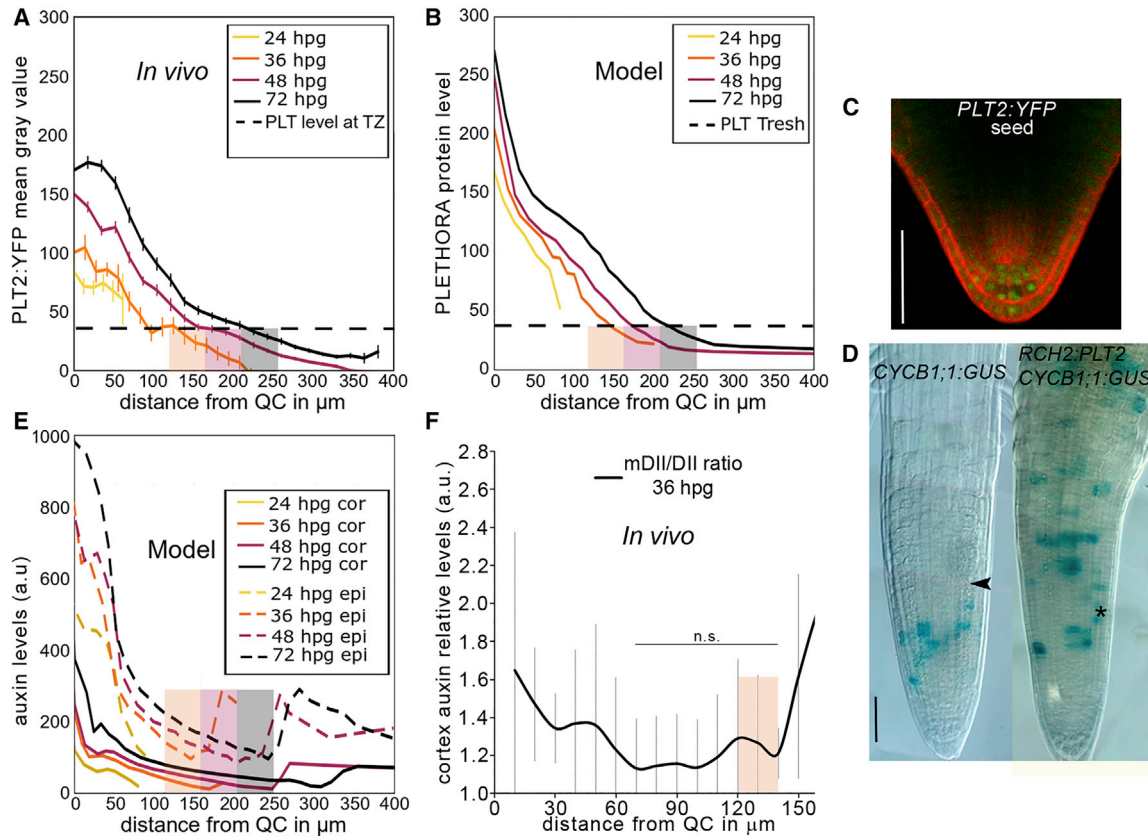 A
PLT2:YFP mean gray value
300
250
200
150
100
50
0
In vivo
24 hpg
36 hpg
48 hpg
72 hpg
PLT level at TZ
0 50 100 150 200 250 300 350 400
distance from QC in µm
B
PLETHORA protein level
300
250
200
150
100
50
0
Model
24 hpg
36 hpg
48 hpg
72 hpg
PLT Tresh
0 50 100 150 200 250 300 350 400
distance from QC in µm
C
PLT2:YFP
seed
D
CYCB1;1:GUS
RCH2:PLT2
CYCB1;1:GUS
*
E
auxin levels (a.u)
1000
800
600
400
200
0
Model
24 hpg cor
36 hpg cor
48 hpg cor
72 hpg cor
24 hpg epi
36 hpg epi
48 hpg epi
72 hpg epi
0 50 100 150 200 250 300 350 400
distance from QC in µm
F
cortex auxin relative levels (a.u.)
2.8
2.6
2.4
2.2
2.0
1.8
1.6
1.4
1.2
1.0
mDII/DII ratio
36 hpg
In vivo
n.s.
0 30 60 90 120 150
distance from QC in µm